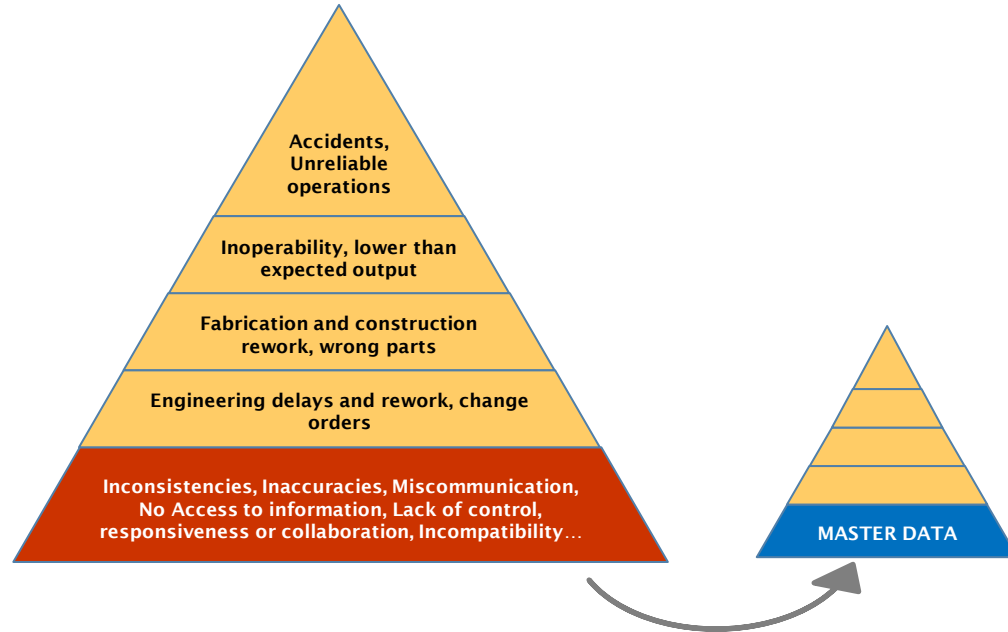 Accidents,
Unreliable
operations
Inoperability, lower than
expected output
Fabrication and construction
rework, wrong parts
Engineering delays and rework, change
orders
Inconsistencies, Inaccuracies, Miscommunication,
No Access to information, Lack of control,
responsiveness or collaboration, Incompatibility…
MASTER DATA